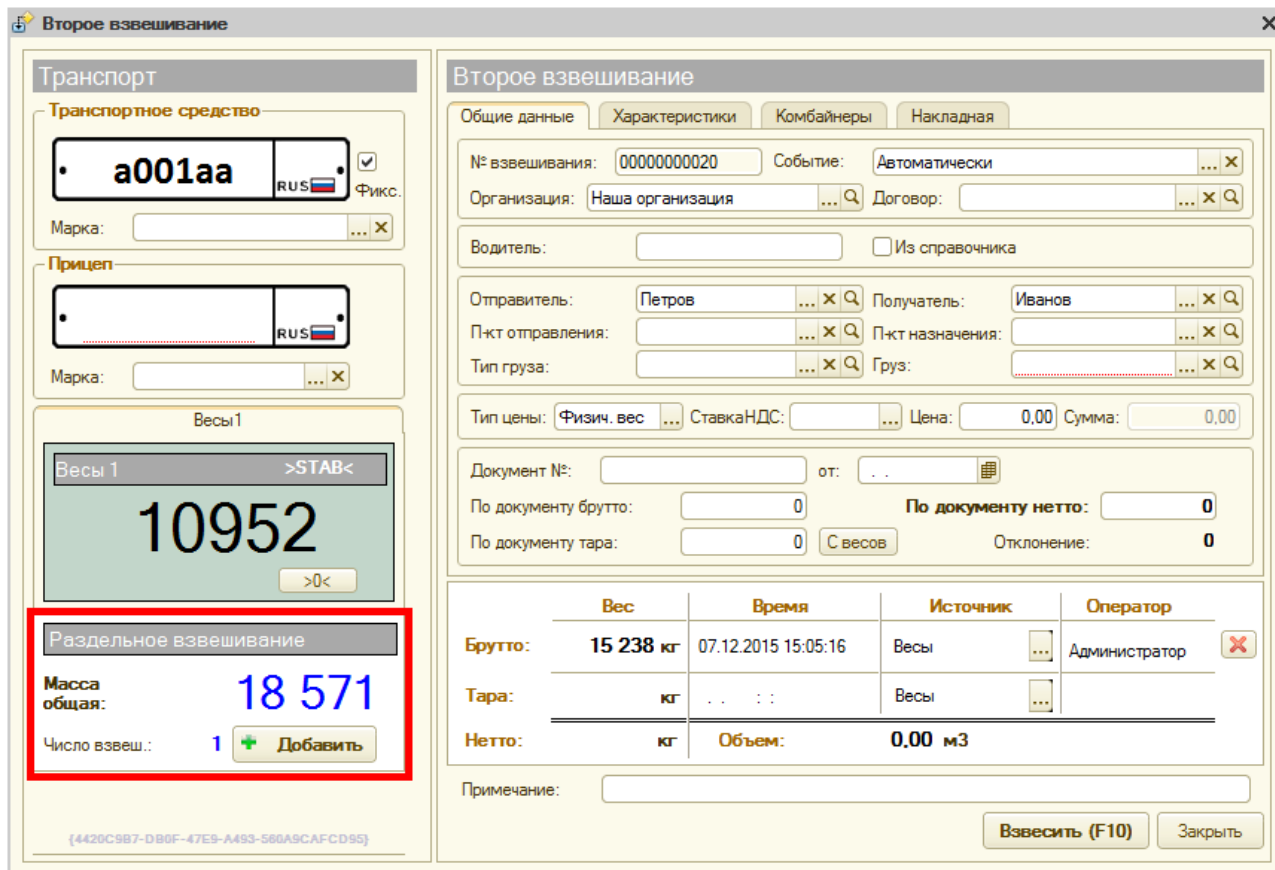 Второе взвешивание
Транспорт
Транспортное средство
a001aa RUS
Фикс.
Марка: ...
Прицеп
RUS
Марка: ...
Весы1
Весы 1 >STAB<
10952
>0<
Раздельное взвешивание
Масса общая: 18 571
Число взвеш.: 1 Добавить
{4420C9B7-DB0F-47E9-A493-560A9CAFCD95}
Второе взвешивание
Общие данные Характеристики Комбайнеры Накладная
№ взвешивания: 00000000020 Событие: Автоматически ...
Организация: Наша организация ... Договор: ...
Водитель: Из справочника
Отправитель: Петров ... Получатель: Иванов ...
П-кт отправления: ... П-кт назначения: ...
Тип груза: ... Груз: ...
Тип цены: Физич. вес ... СтавкаНДС: ... Цена: 0,00 Сумма: 0,00
Документ №: от: . .
По документу брутто: 0 По документу нетто: 0
По документу тара: 0 С весов Отклонение: 0
Вес Время Источник Оператор
Брутто: 15 238 кг 07.12.2015 15:05:16 Весы ... Администратор
Тара: кг . . : : Весы ...
Нетто: кг Объем: 0,00 м3
Примечание:
Взвесить (F10) Закрыть